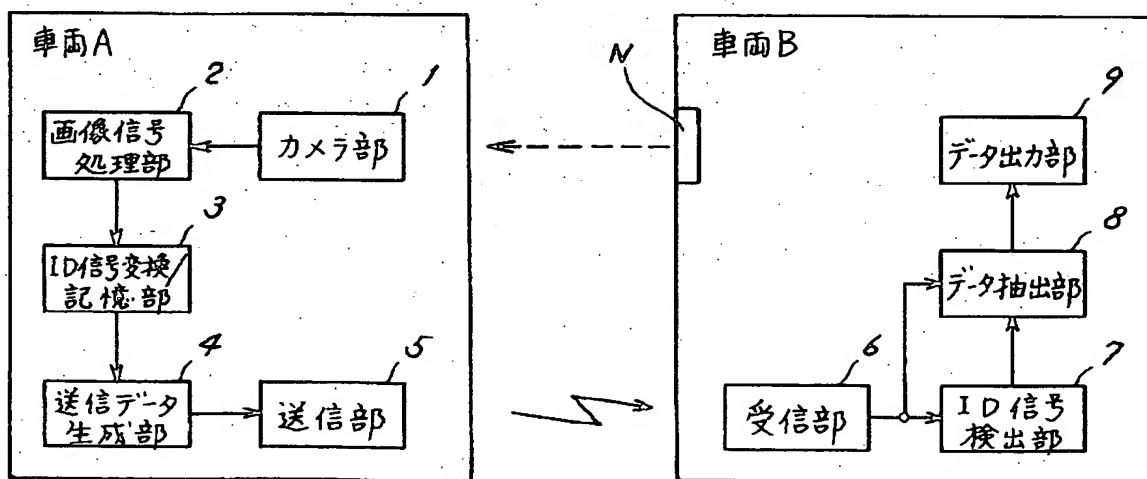 車両A
2
画像信号
処理部
1
カメラ部
3
ID信号変換
記憶部
4
送信データ
生成部
5
送信部
車両B
N
9
データ出力部
8
データ抽出部
6
受信部
7
ID信号
検出部